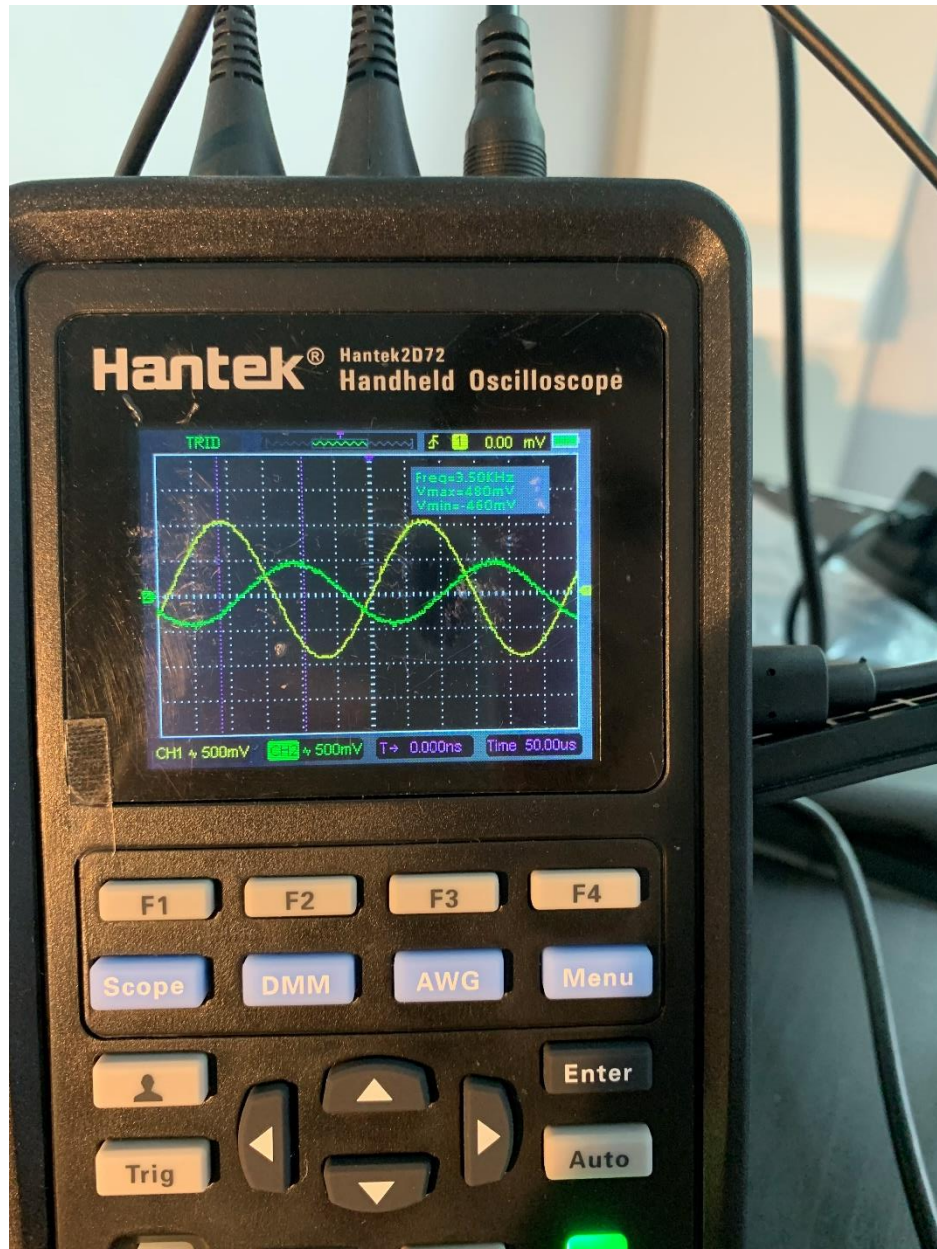 Hantek®
Hantek2D72
Handheld Oscilloscope
TRID
1 0.00 mV
Freq=3.50KHz
Vmax=480mV
Vmin=-460mV
CH1 500mV
CH2 500mV
T→ 0.000ns
Time 50.00us
F1
F2
F3
F4
Scope
DMM
AWG
Menu
Enter
Trig
Auto